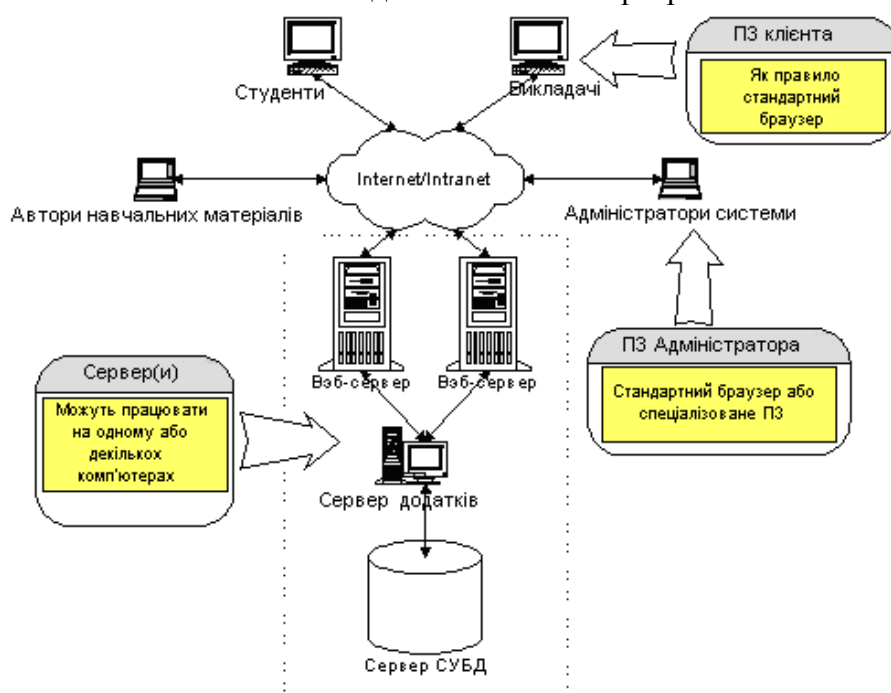 ПЗ клієнта
Як правило
стандартний
браузер
Студенти
Викладачі
Internet/Intranet
Автори навчальних матеріалів
Адміністратори системи
ПЗ Адміністратора
Стандартний браузер або
спеціалізоване ПЗ
Вэб-сервер
Вэб-сервер
Сервер(и)
Можуть працювати
на одному або
декількох
комп'ютерах
Сервер додатків
Сервер СУБД